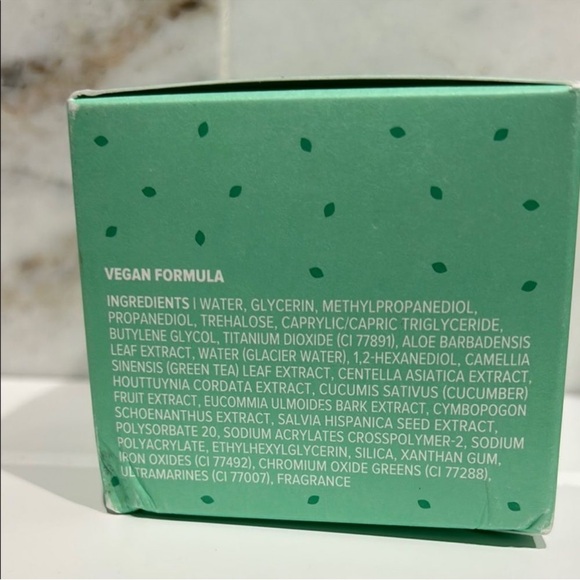 VEGAN FORMULA
INGREDIENTS | WATER, GLYCERIN, METHYLPROPANEDIOL,
PROPANEDIOL, TREHALOSE, CAPRYLIC/CAPRIC TRIGLYCERIDE,
BUTYLENE GLYCOL, TITANIUM DIOXIDE (CI 77891), ALOE BARBADENSIS
LEAF EXTRACT, WATER (GLACIER WATER), 1,2-HEXANEDIOL, CAMELLIA
SINENSIS (GREEN TEA) LEAF EXTRACT, CENTELLA ASIATICA EXTRACT,
HOUTTUYNIA CORDATA EXTRACT, CUCUMIS SATIVUS (CUCUMBER)
FRUIT EXTRACT, EUCOMMIA ULMOIDES BARK EXTRACT, CYMBOPOGON
SCHOENANTHUS EXTRACT, SALVIA HISPANICA SEED EXTRACT,
POLYSORBATE 20, SODIUM ACRYLATES CROSSPOLYMER-2, SODIUM
POLYACRYLATE, ETHYLHEXYLGLYCERIN, SILICA, XANTHAN GUM,
IRON OXIDES (CI 77492), CHROMIUM OXIDE GREENS (CI 77288),
ULTRAMARINES (CI 77007), FRAGRANCE